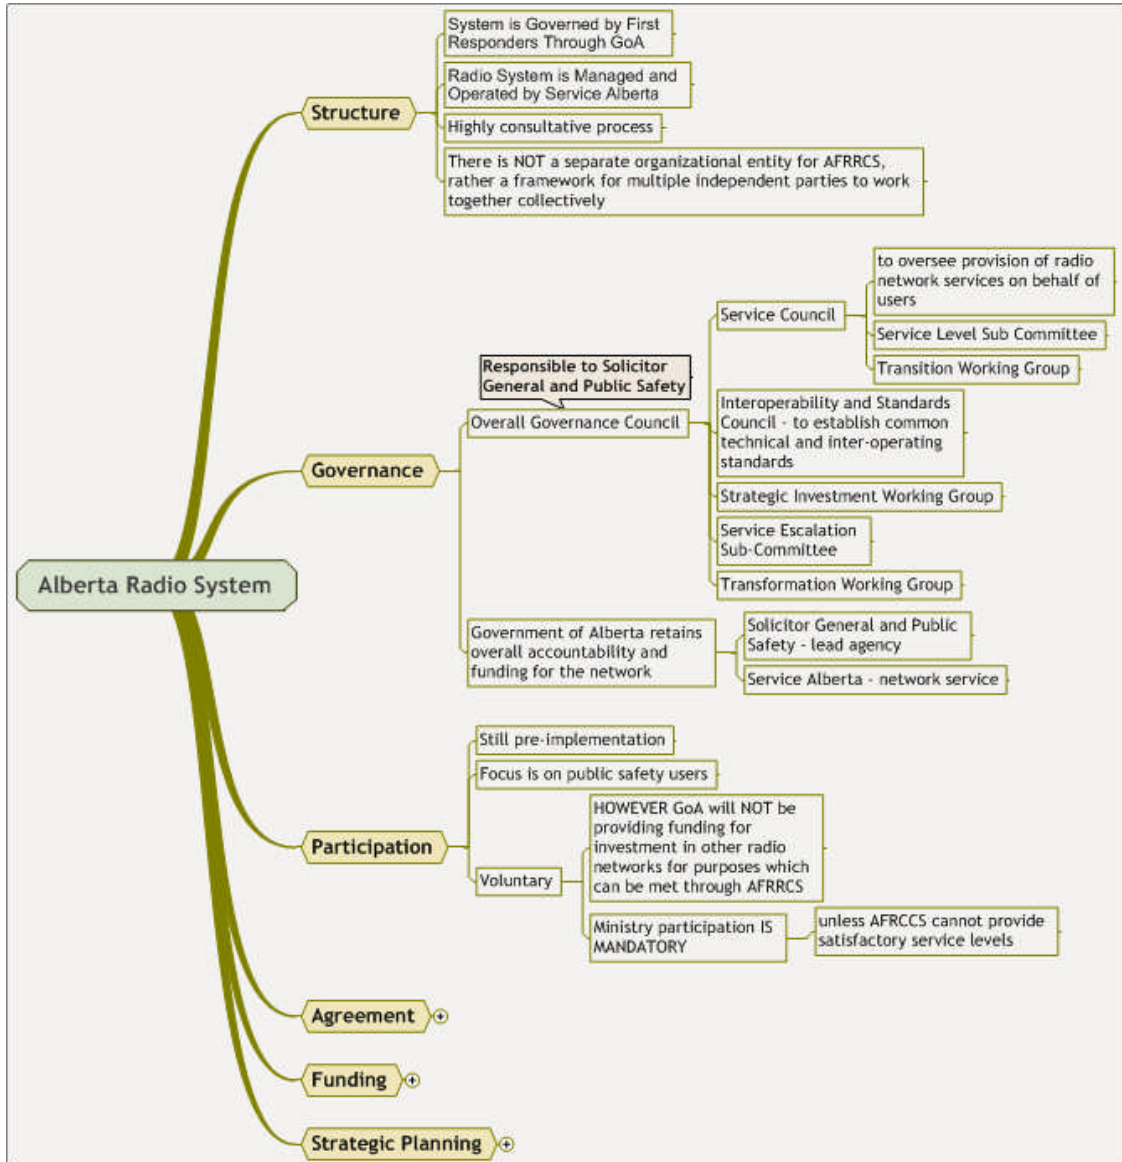 System is Governed by First
Responders Through GoA
Radio System is Managed and
Operated by Service Alberta
Structure
Highly consultative process
There is NOT a separate organizational entity for AFRRCS,
rather a framework for multiple independent parties to work
together collectively
to oversee provision of radio
network services on behalf of
users
Service Council
Service Level Sub Committee
Transition Working Group
Responsible to Solicitor
General and Public Safety
Overall Governance Council
Interoperability and Standards
Council - to establish common
technical and inter-operating
standards
Governance
Strategic Investment Working Group
Service Escalation
Sub-Committee
Transformation Working Group
Alberta Radio System
Government of Alberta retains
overall accountability and
funding for the network
Solicitor General and Public
Safety - lead agency
Service Alberta - network service
Still pre-implementation
Focus is on public safety users
Participation
Voluntary
HOWEVER GoA will NOT be
providing funding for
investment in other radio
networks for purposes which
can be met through AFRRCS
Ministry participation IS
MANDATORY
unless AFRCCS cannot provide
satisfactory service levels
Agreement
Funding
Strategic Planning